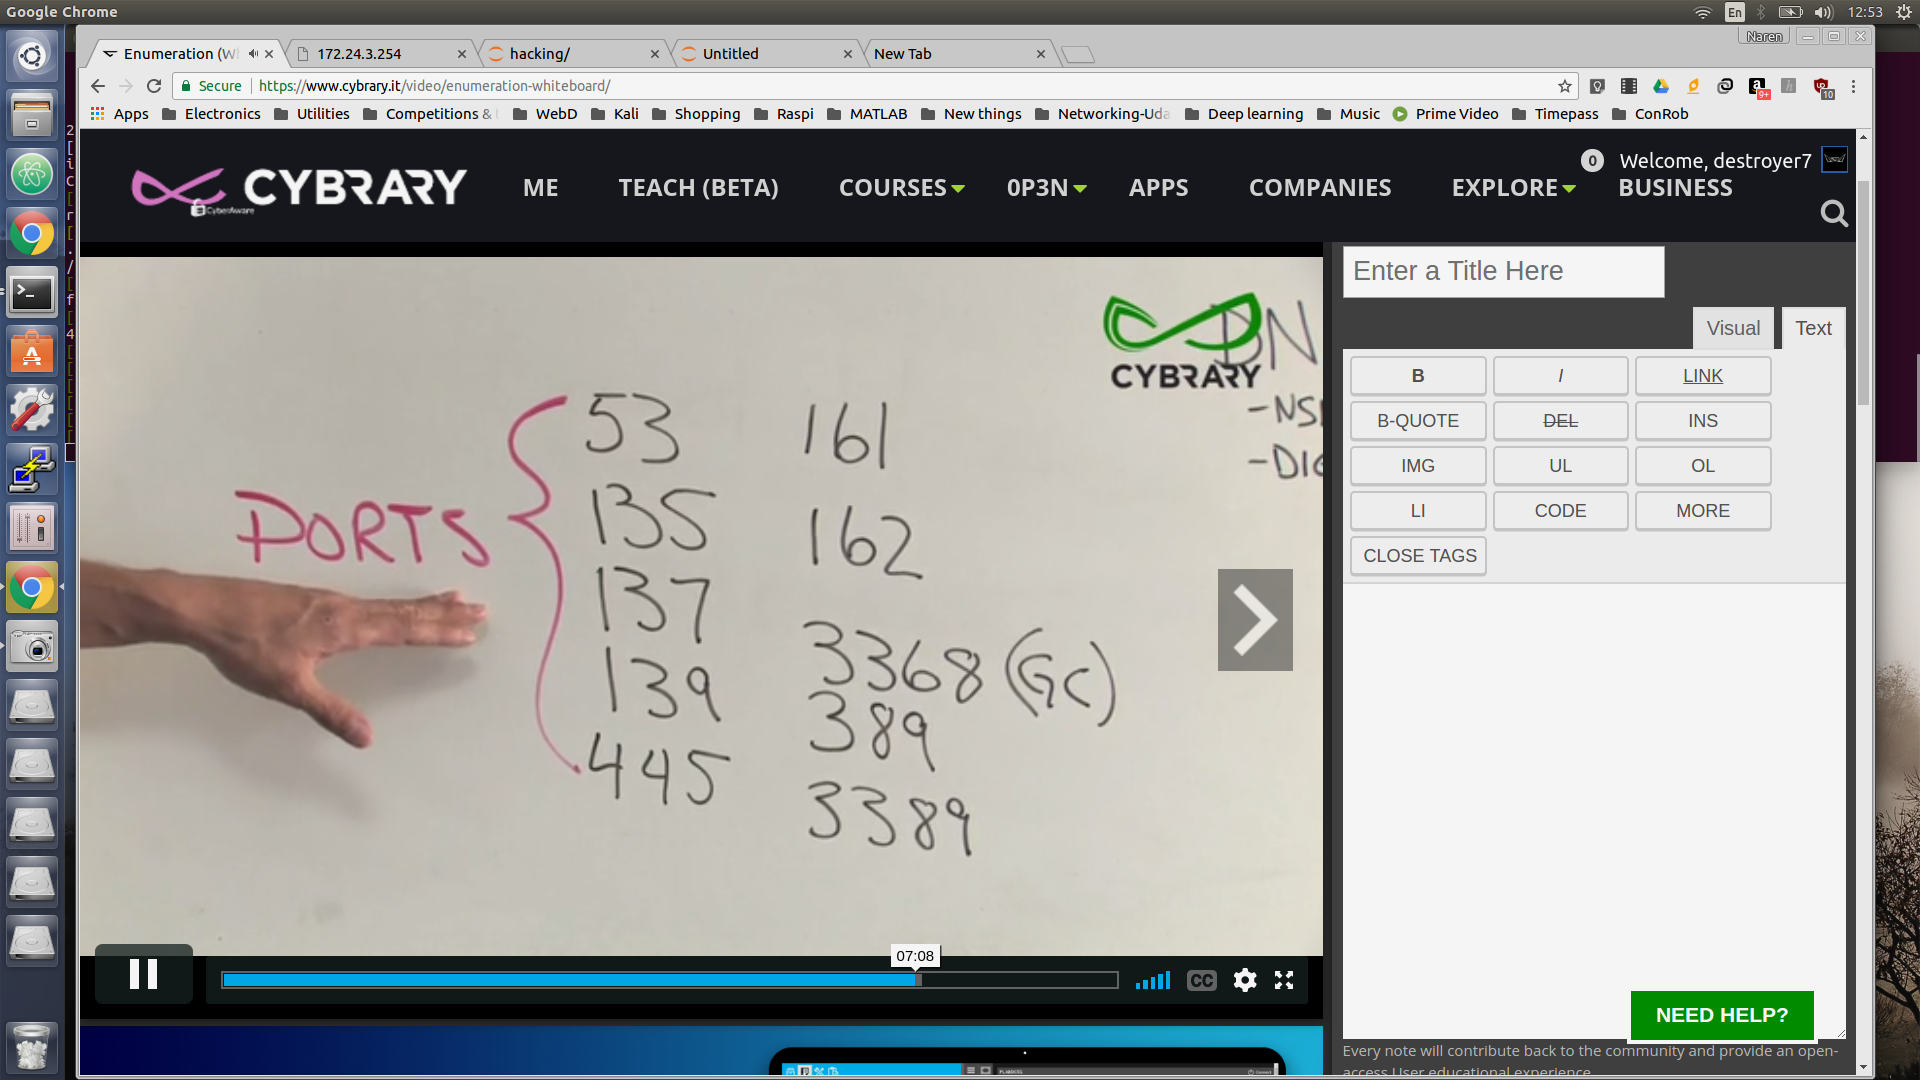 Google Chrome
En
12:53
Naren
Enumeration (W
172.24.3.254
hacking/
Untitled
New Tab
Secure
https://www.cybrary.it/video/enumeration-whiteboard/
9+
10
Apps
Electronics
Utilities
Competitions &
WebD
Kali
Shopping
Raspi
MATLAB
New things
Networking-Uda
Deep learning
Music
Prime Video
Timepass
ConRob
0 Welcome, destroyer7
CYBRARY
CyberAware
ME
TEACH (BETA)
COURSES
0P3N
APPS
COMPANIES
EXPLORE
BUSINESS
DN
CYBRARY
-NS
-DIG
PORTS
53
135
137
139
445
161
162
3368 (GC)
389
3389
07:08
CC
Enter a Title Here
Visual
Text
B
I
LINK
B-QUOTE
DEL
INS
IMG
UL
OL
LI
CODE
MORE
CLOSE TAGS
NEED HELP?
Every note will contribute back to the community and provide an open-
access User educational experience